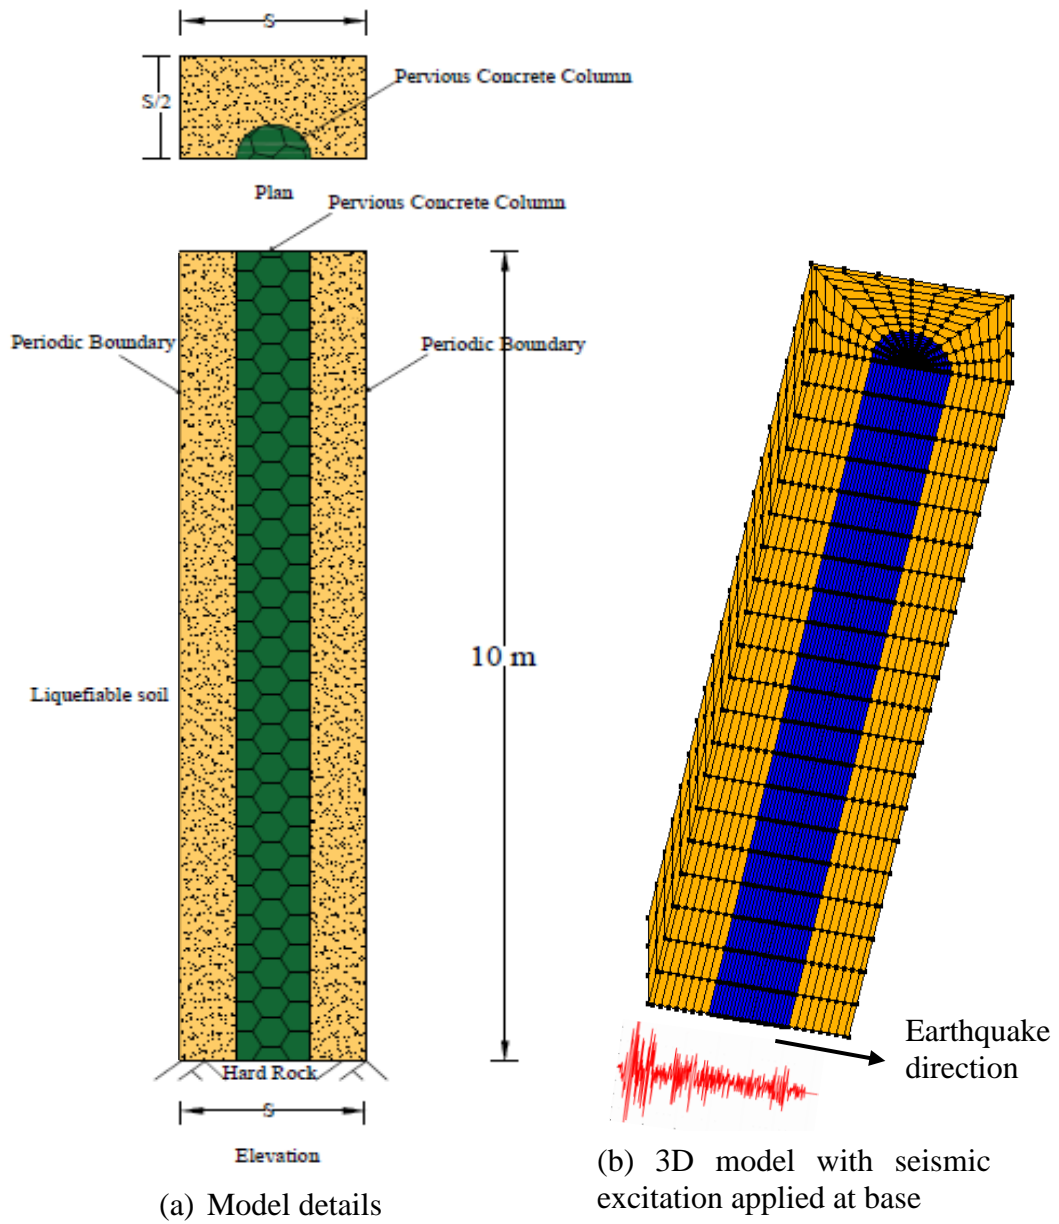 S
S/2
Pervious Concrete Column
Plan
Pervious Concrete Column
Periodic Boundary
Periodic Boundary
10 m
Liquefiable soil
Hard Rock
S
Elevation
(a) Model details
Earthquake
direction
(b) 3D model with seismic
excitation applied at base